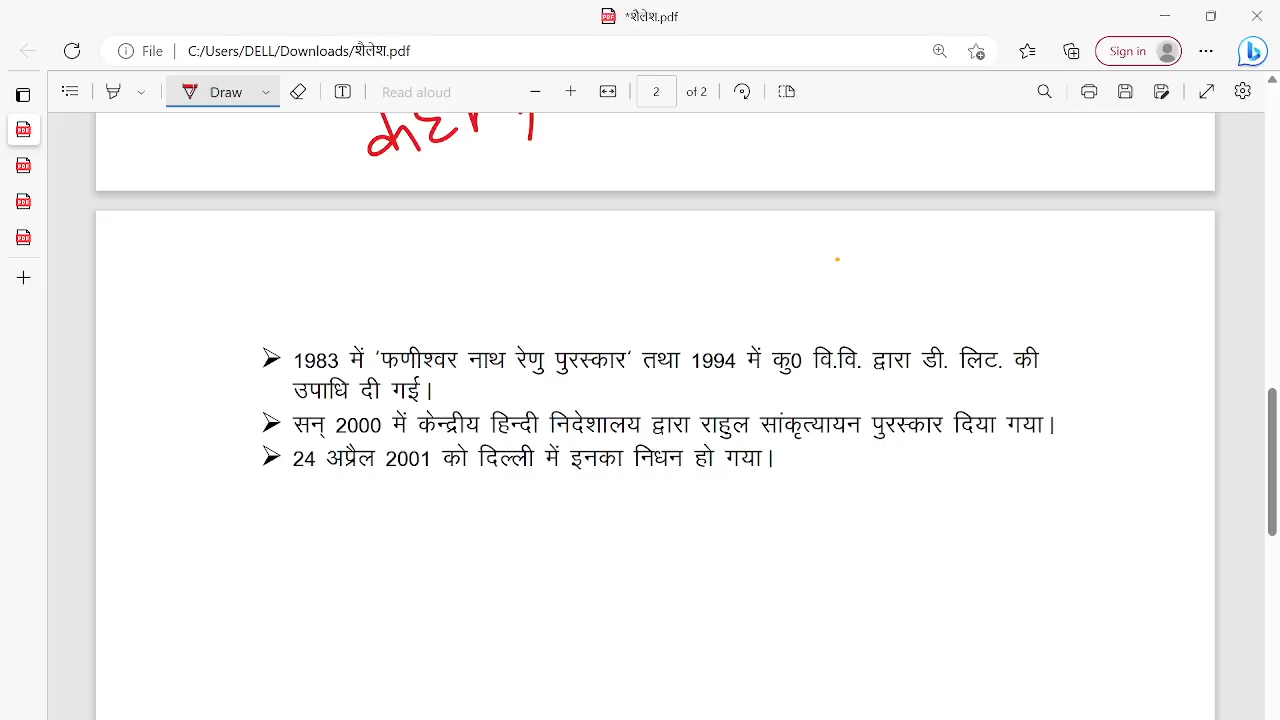 *शैलेश.pdf
File C:/Users/DELL/Downloads/शैलेश.pdf Sign in
Draw Read aloud 2 of 2
➢ 1983 में 'फणीश्वर नाथ रेणु पुरस्कार' तथा 1994 में कु0 वि.वि. द्वारा डी. लिट. की
उपाधि दी गई।
➢ सन् 2000 में केन्द्रीय हिन्दी निदेशालय द्वारा राहुल सांकृत्यायन पुरस्कार दिया गया।
➢ 24 अप्रैल 2001 को दिल्ली में इनका निधन हो गया।